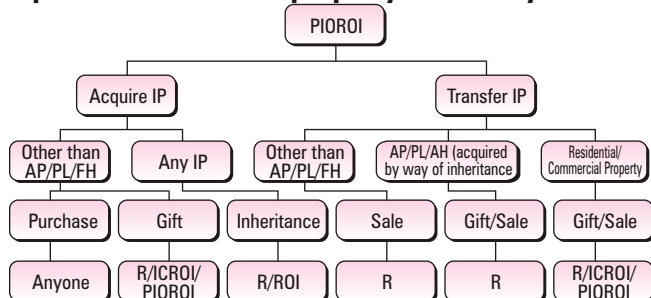 PIOROI
Acquire IP
Transfer IP
Other than
AP/PL/FH
Any IP
Other than
AP/PL/FH
AP/PL/AH (acquired
by way of inheritance
Residential/
Commercial Property
Purchase
Gift
Inheritance
Sale
Gift/Sale
Gift/Sale
Anyone
R/ICROI/
PIOROI
R/ROI
R
R
R/ICROI/
PIOROI